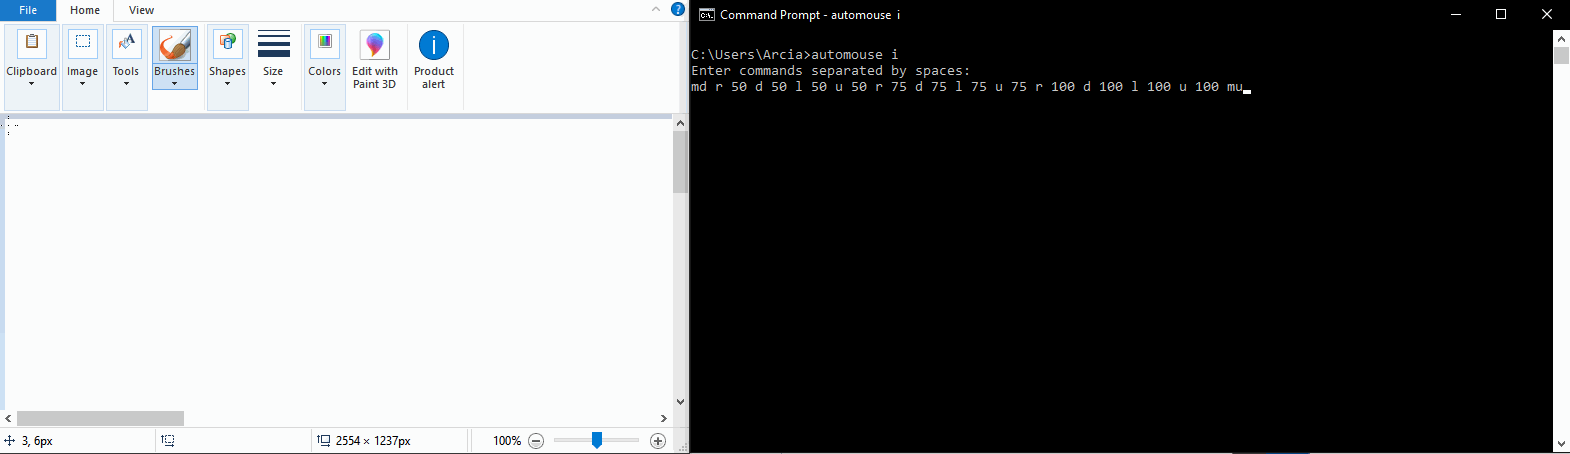 File Home View
Clipboard Image Tools Brushes Shapes Size Colors Edit with Paint 3D Product alert
3, 6px 2554 × 1237px 100%
Command Prompt - automouse i
C:\Users\Arcia>automouse i
Enter commands separated by spaces:
md r 50 d 50 l 50 u 50 r 75 d 75 l 75 u 75 r 100 d 100 l 100 u 100 mu